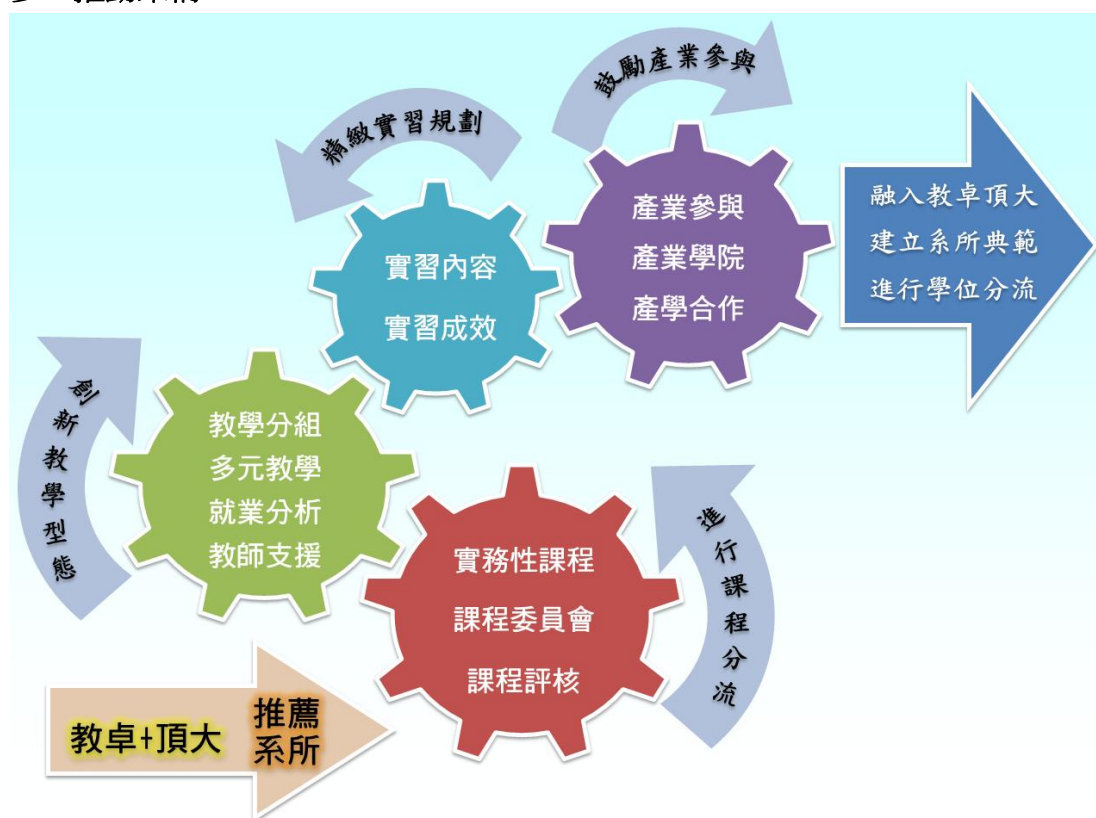 鼓勵產業參與
精緻實習規劃
產業參與
產業學院
產學合作
融入教卓頂大
建立系所典範
進行學位分流
實習內容
實習成效
創新教學型態
教學分組
多元教學
就業分析
教師支援
實務性課程
課程委員會
課程評核
進行課程分流
教卓+頂大
推薦
系所